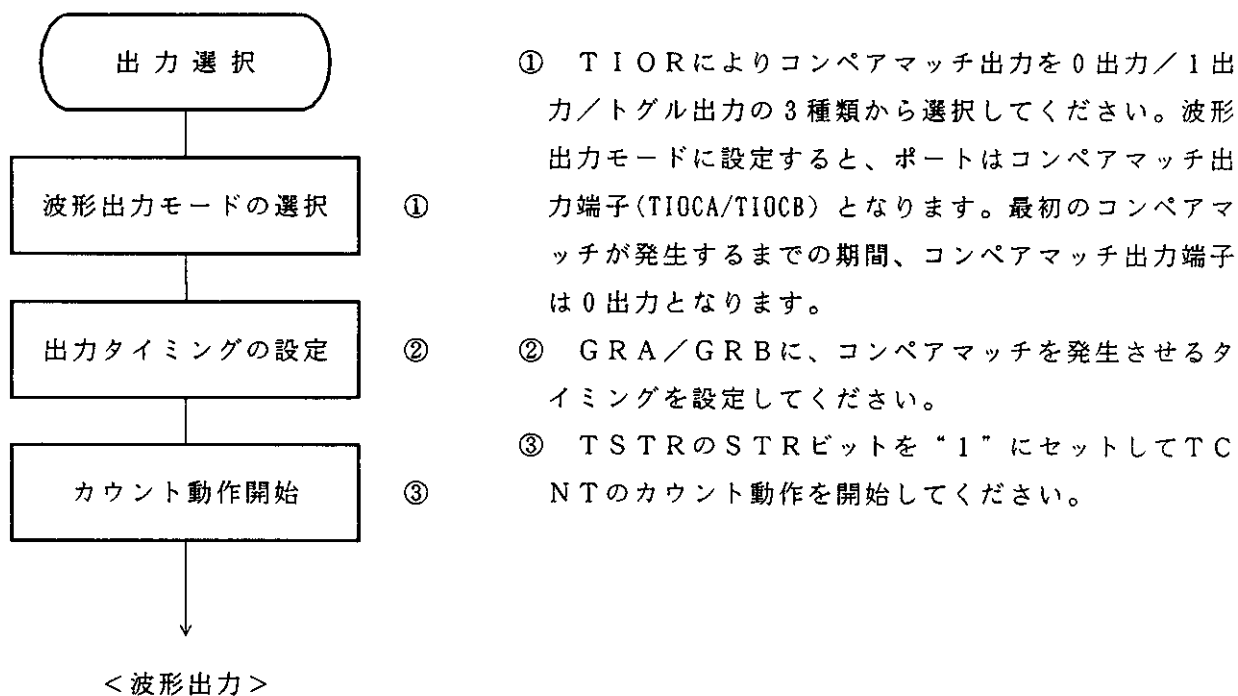 出力選択
波形出力モードの選択 ①
出力タイミングの設定 ②
カウント動作開始 ③
＜波形出力＞
① ＴＩＯＲによりコンペアマッチ出力を０出力／１出
力／トグル出力の３種類から選択してください。波形
出力モードに設定すると、ポートはコンペアマッチ出
力端子(TIOCA/TIOCB) となります。最初のコンペアマ
ッチが発生するまでの期間、コンペアマッチ出力端子
は０出力となります。
② ＧＲＡ／ＧＲＢに、コンペアマッチを発生させるタ
イミングを設定してください。
③ ＴＳＴＲのＳＴＲビットを“１”にセットしてＴＣ
ＮＴのカウント動作を開始してください。